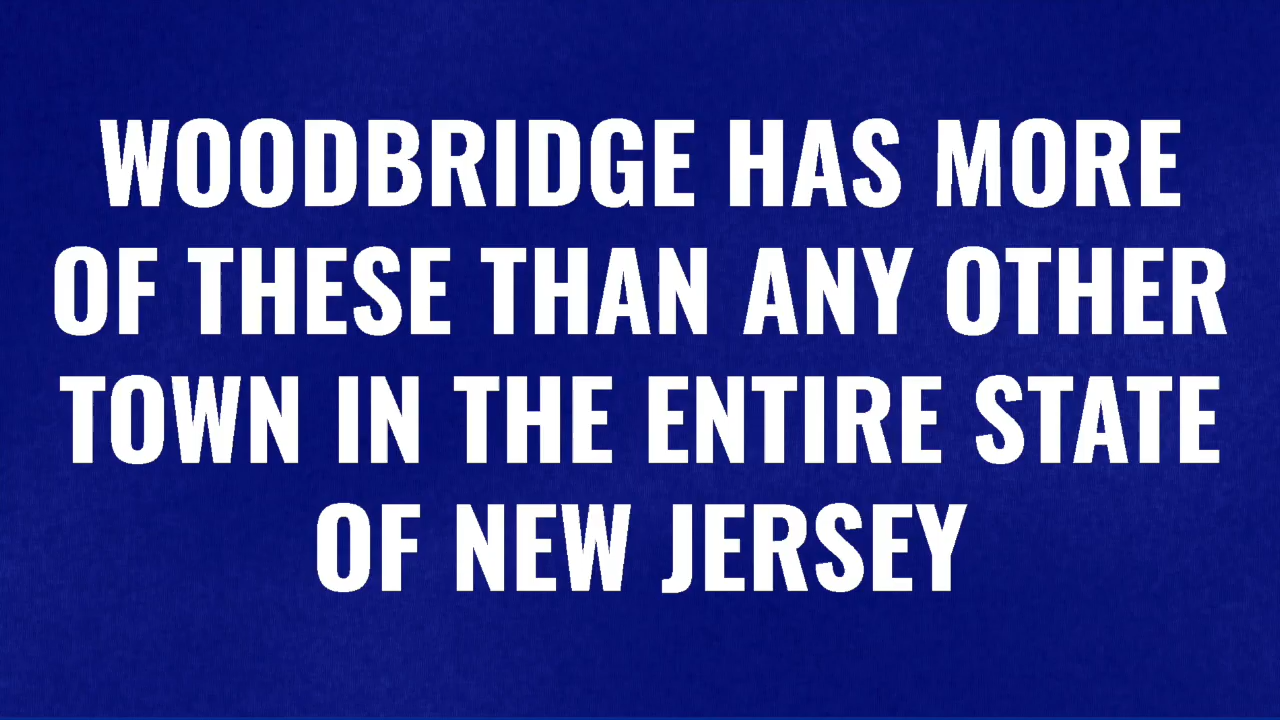 WOODBRIDGE HAS MORE
OF THESE THAN ANY OTHER
TOWN IN THE ENTIRE STATE
OF NEW JERSEY